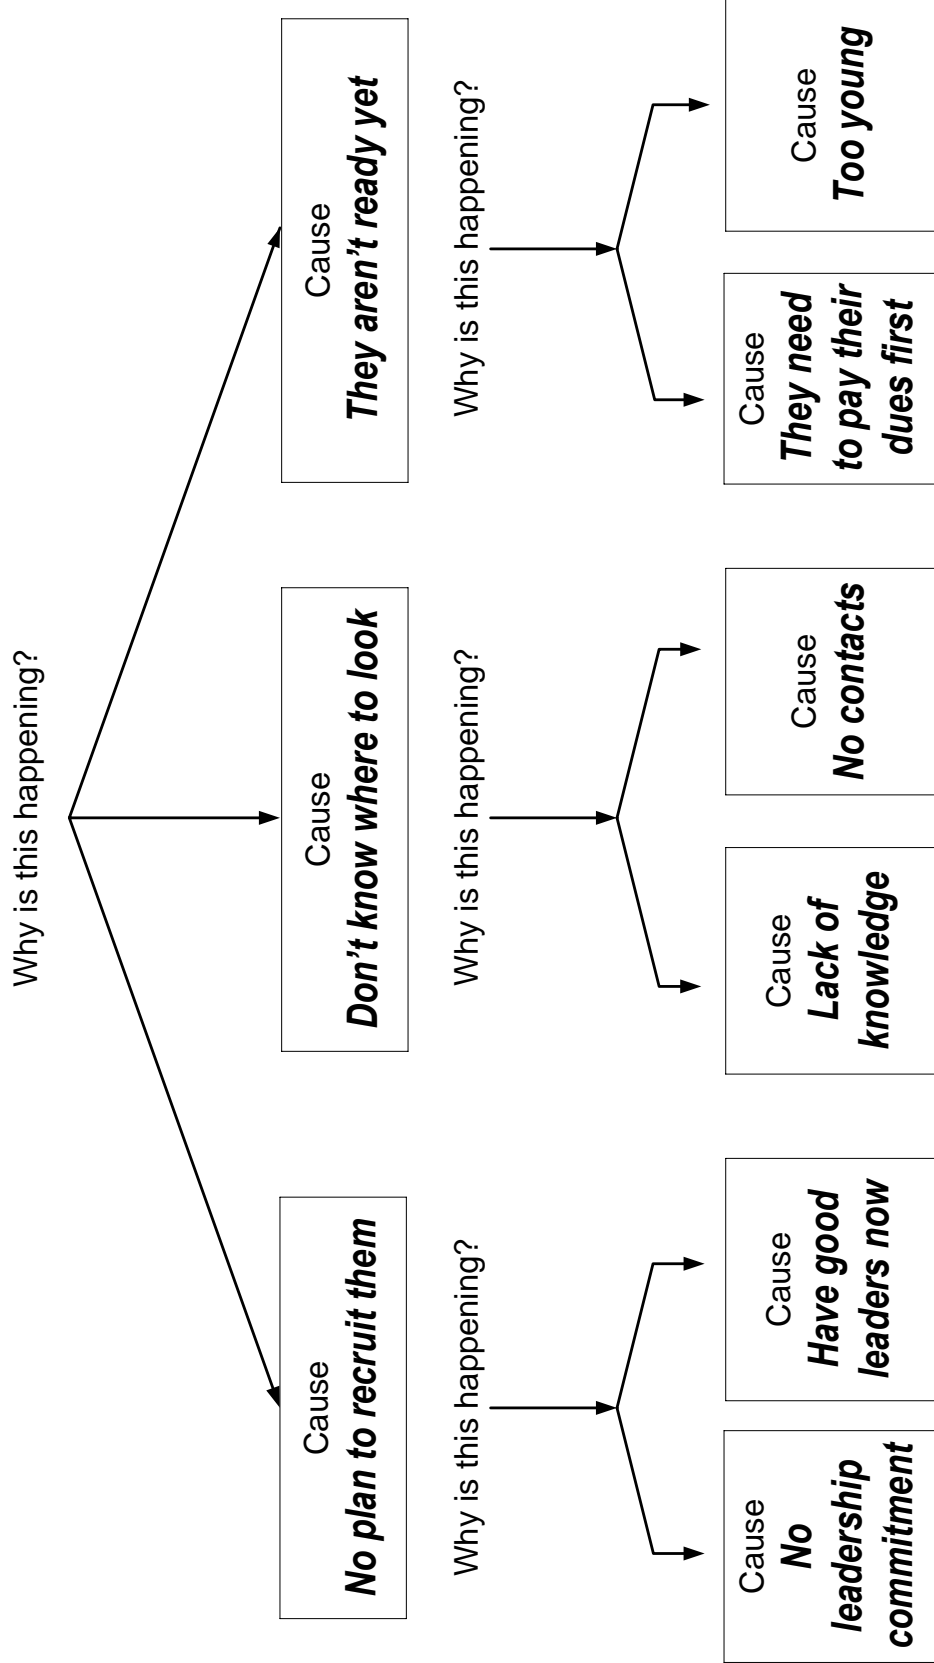 Why is this happening?
Cause
No plan to recruit them
Cause
Don't know where to look
Cause
They aren't ready yet
Why is this happening?
Why is this happening?
Why is this happening?
Cause
No
leadership
commitment
Cause
Have good
leaders now
Cause
Lack of
knowledge
Cause
No contacts
Cause
They need
to pay their
dues first
Cause
Too young